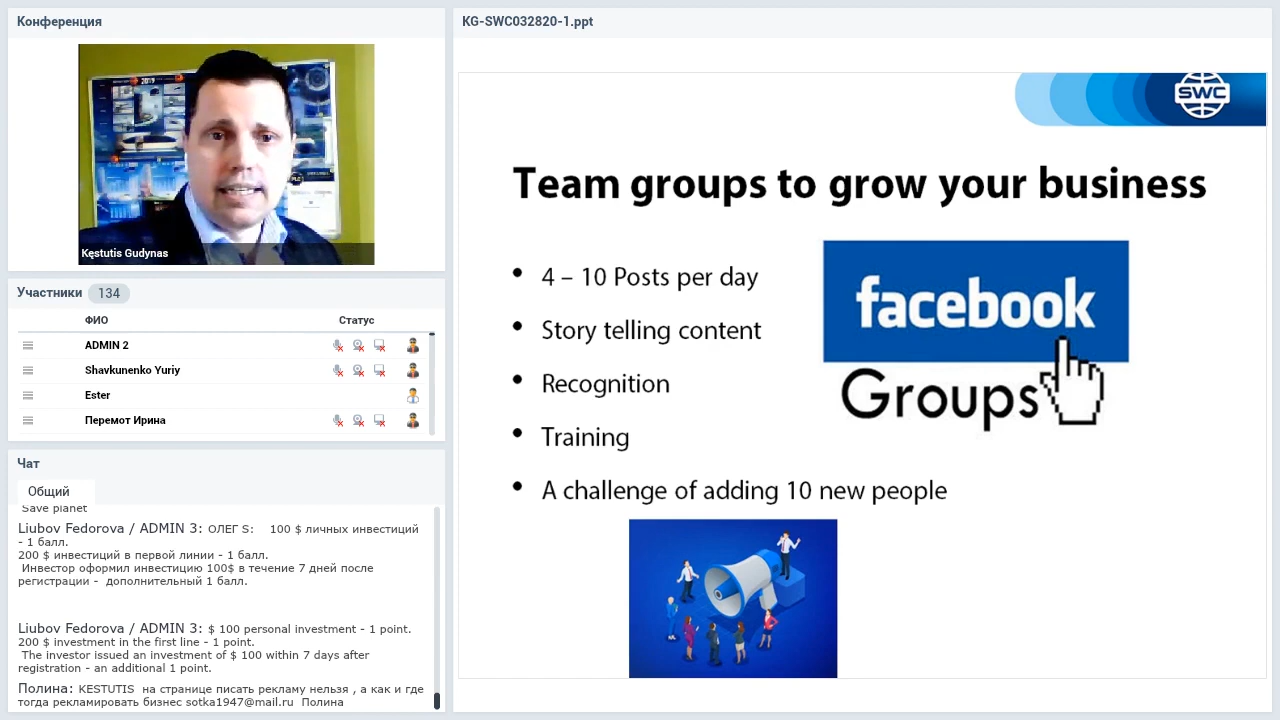 Конференция
2019
Kęstutis Gudynas
Участники 134
ФИО Статус
ADMIN 2
Shavkunenko Yuriy
Ester
Перемот Ирина
Чат
Общий
Save planet
Liubov Fedorova / ADMIN 3: ОЛЕГ S: 100 $ личных инвестиций
- 1 балл.
200 $ инвестиций в первой линии - 1 балл.
Инвестор оформил инвестицию 100$ в течение 7 дней после
регистрации - дополнительный 1 балл.
Liubov Fedorova / ADMIN 3: $ 100 personal investment - 1 point.
200 $ investment in the first line - 1 point.
The investor issued an investment of $ 100 within 7 days after
registration - an additional 1 point.
Полина: KESTUTIS на странице писать рекламу нельзя , а как и где
тогда рекламировать бизнес sotka1947@mail.ru Полина
KG-SWC032820-1.ppt
SWC
Team groups to grow your business
• 4 – 10 Posts per day
• Story telling content
• Recognition
• Training
• A challenge of adding 10 new people
facebook
Groups